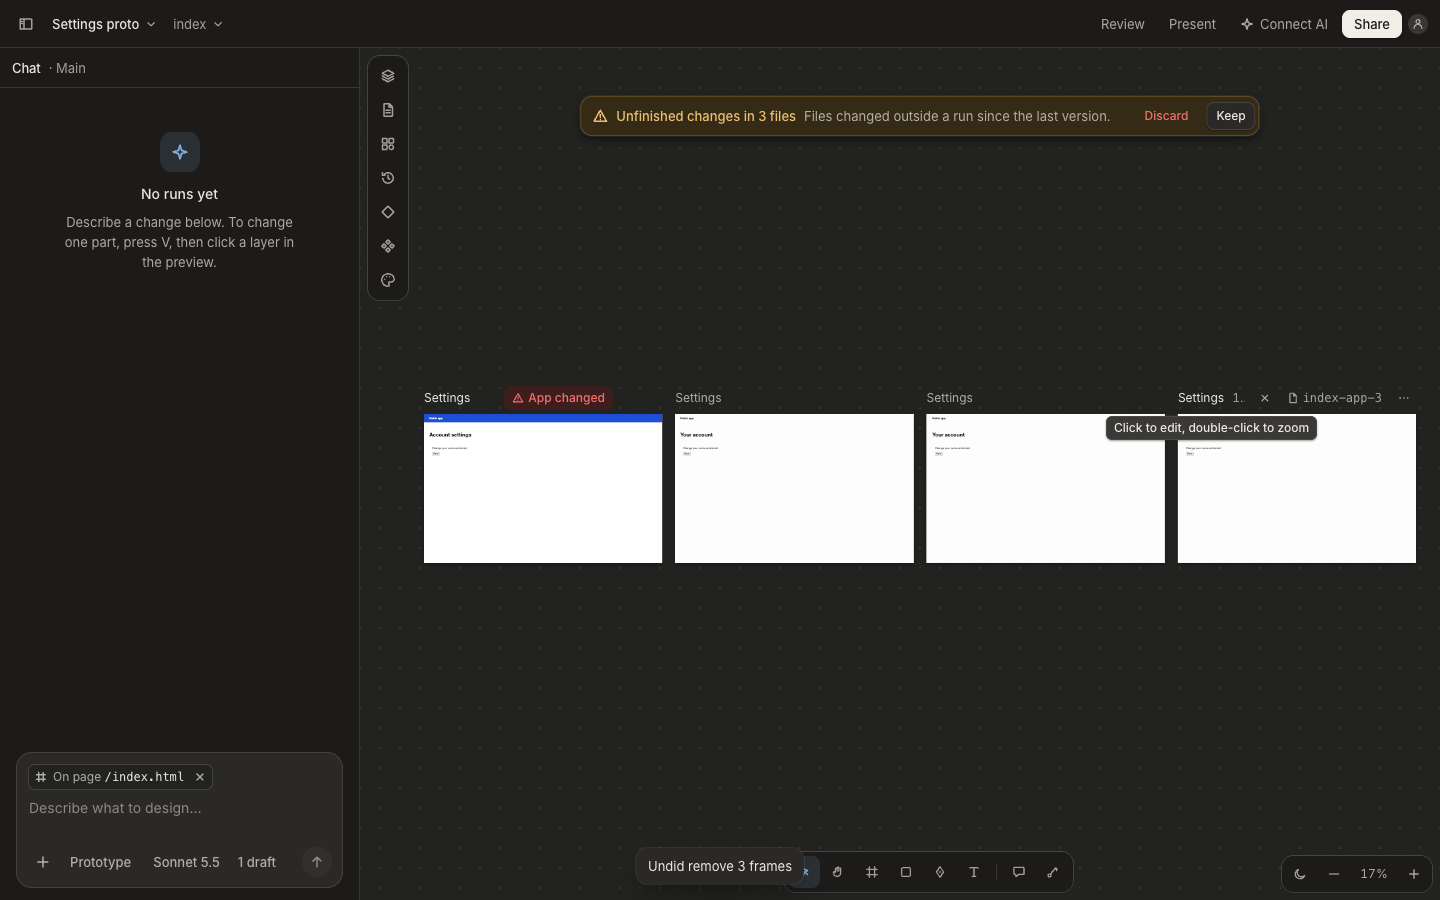 Settings proto
index
Review
Present
Connect AI
Share
Chat · Main
No runs yet
Describe a change below. To change
one part, press V, then click a layer in
the preview.
Unfinished changes in 3 files Files changed outside a run since the last version.
Discard
Keep
Settings
App changed
Settings
Settings
Settings
index-app-3
Click to edit, double-click to zoom
Account settings
Your account
Your account
On page /index.html
Describe what to design...
Prototype
Sonnet 5.5
1 draft
Undid remove 3 frames
17%